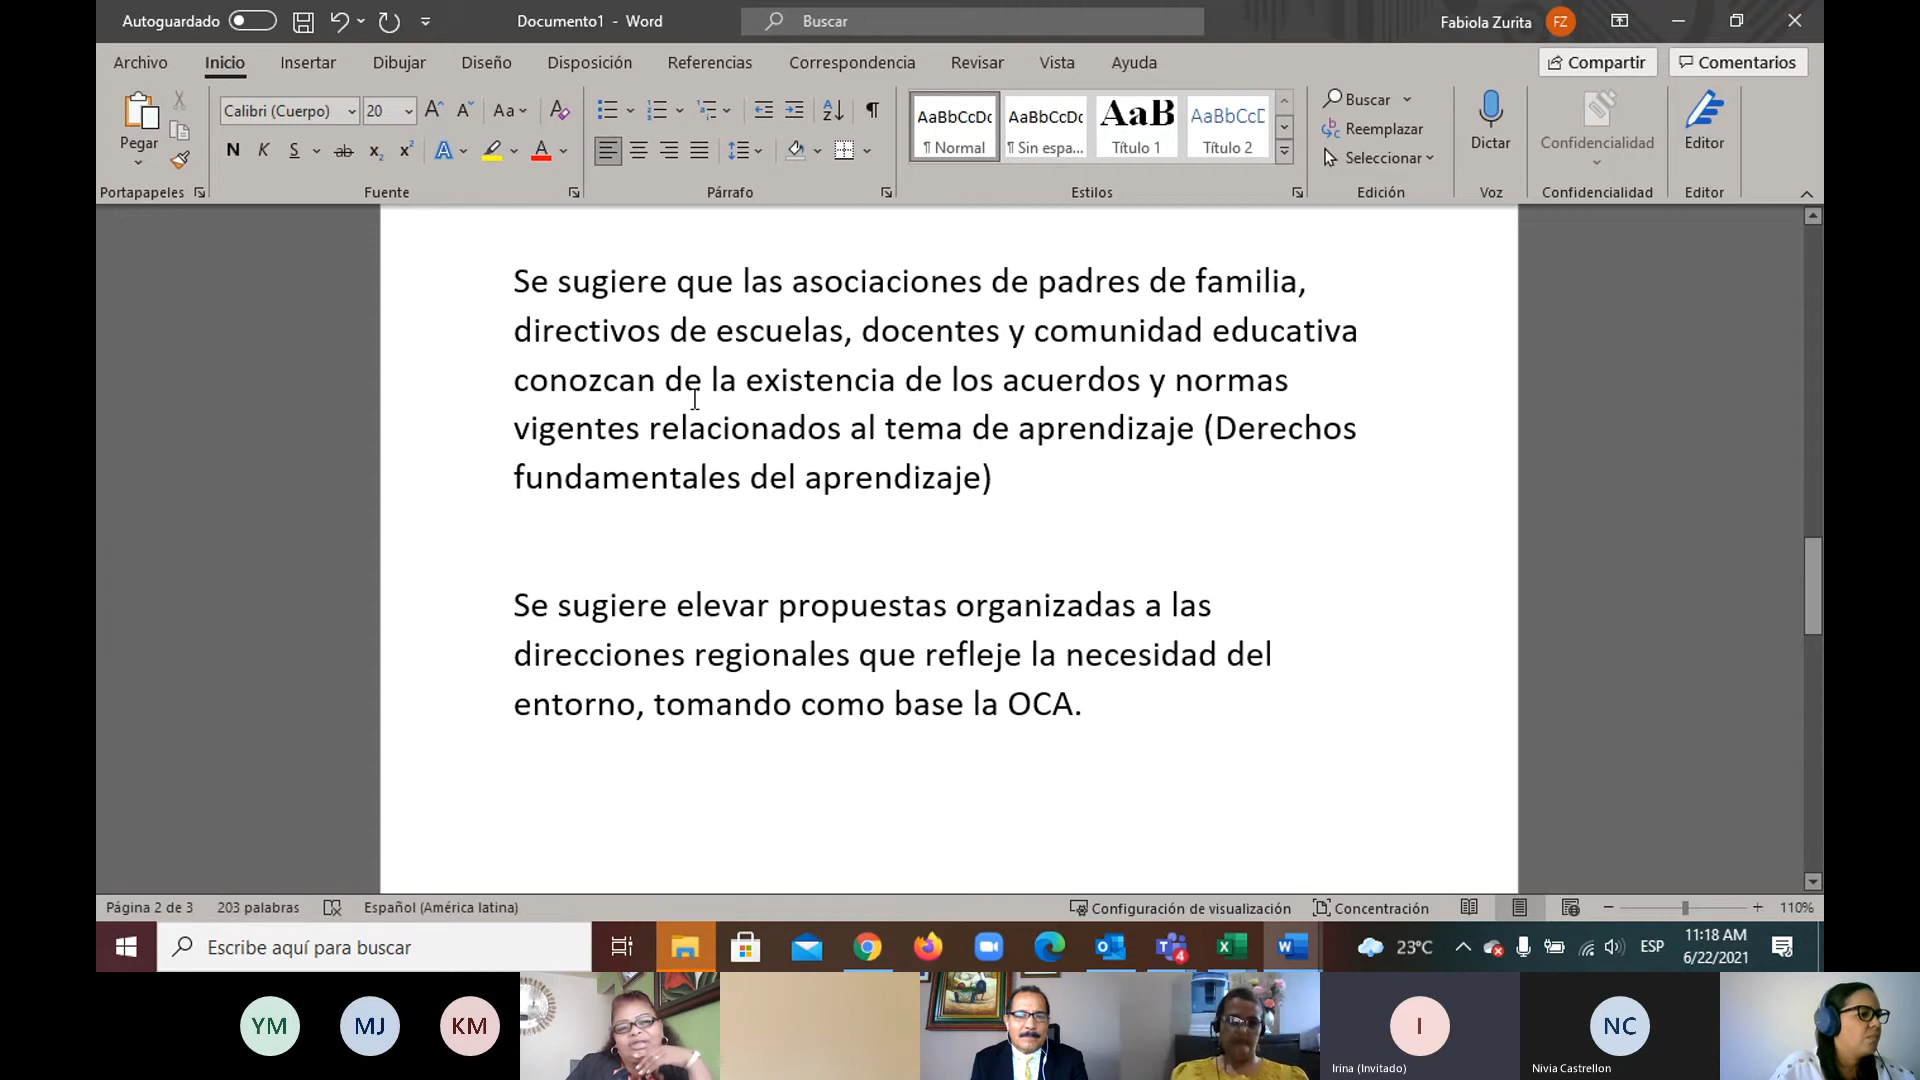 Autoguardado
Documento1 - Word
Buscar
Fabiola Zurita
FZ
Archivo
Inicio
Insertar
Dibujar
Diseño
Disposición
Referencias
Correspondencia
Revisar
Vista
Ayuda
Compartir
Comentarios
Pegar
Portapapeles
Calibri (Cuerpo)
20
Aa
N K S ab x₂ x²
Fuente
Párrafo
AaBbCcDc
¶ Normal
AaBbCcDc
¶ Sin espa...
AaB
Título 1
AaBbCcD
Título 2
Estilos
Buscar
Reemplazar
Seleccionar
Edición
Dictar
Voz
Confidencialidad
Confidencialidad
Editor
Editor
Se sugiere que las asociaciones de padres de familia,
directivos de escuelas, docentes y comunidad educativa
conozcan de la existencia de los acuerdos y normas
vigentes relacionados al tema de aprendizaje (Derechos
fundamentales del aprendizaje)
Se sugiere elevar propuestas organizadas a las
direcciones regionales que refleje la necesidad del
entorno, tomando como base la OCA.
Página 2 de 3
203 palabras
Español (América latina)
Configuración de visualización
Concentración
110%
Escribe aquí para buscar
4
23°C
ESP
11:18 AM
6/22/2021
YM
MJ
KM
I
Irina (Invitado)
NC
Nivia Castrellon